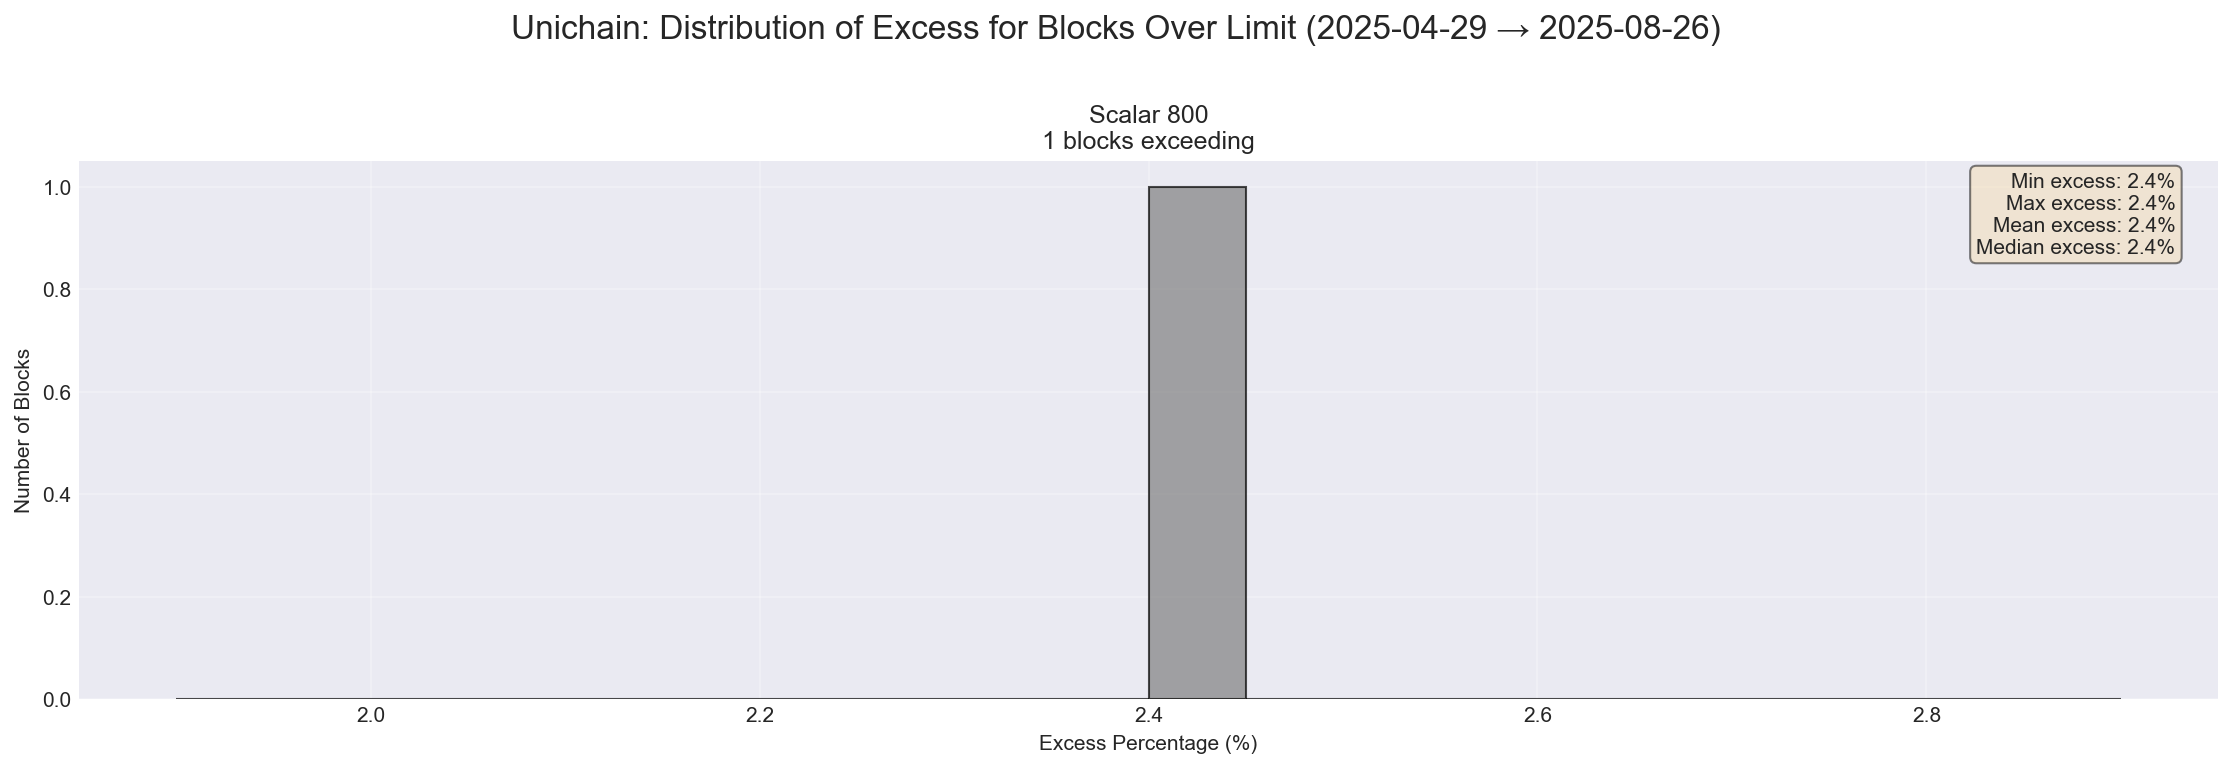 Unichain: Distribution of Excess for Blocks Over Limit (2025-04-29 → 2025-08-26)
Scalar 800
1 blocks exceeding
Min excess: 2.4%
Max excess: 2.4%
Mean excess: 2.4%
Median excess: 2.4%
Number of Blocks
1.0
0.8
0.6
0.4
0.2
0.0
2.0 2.2 2.4 2.6 2.8
Excess Percentage (%)